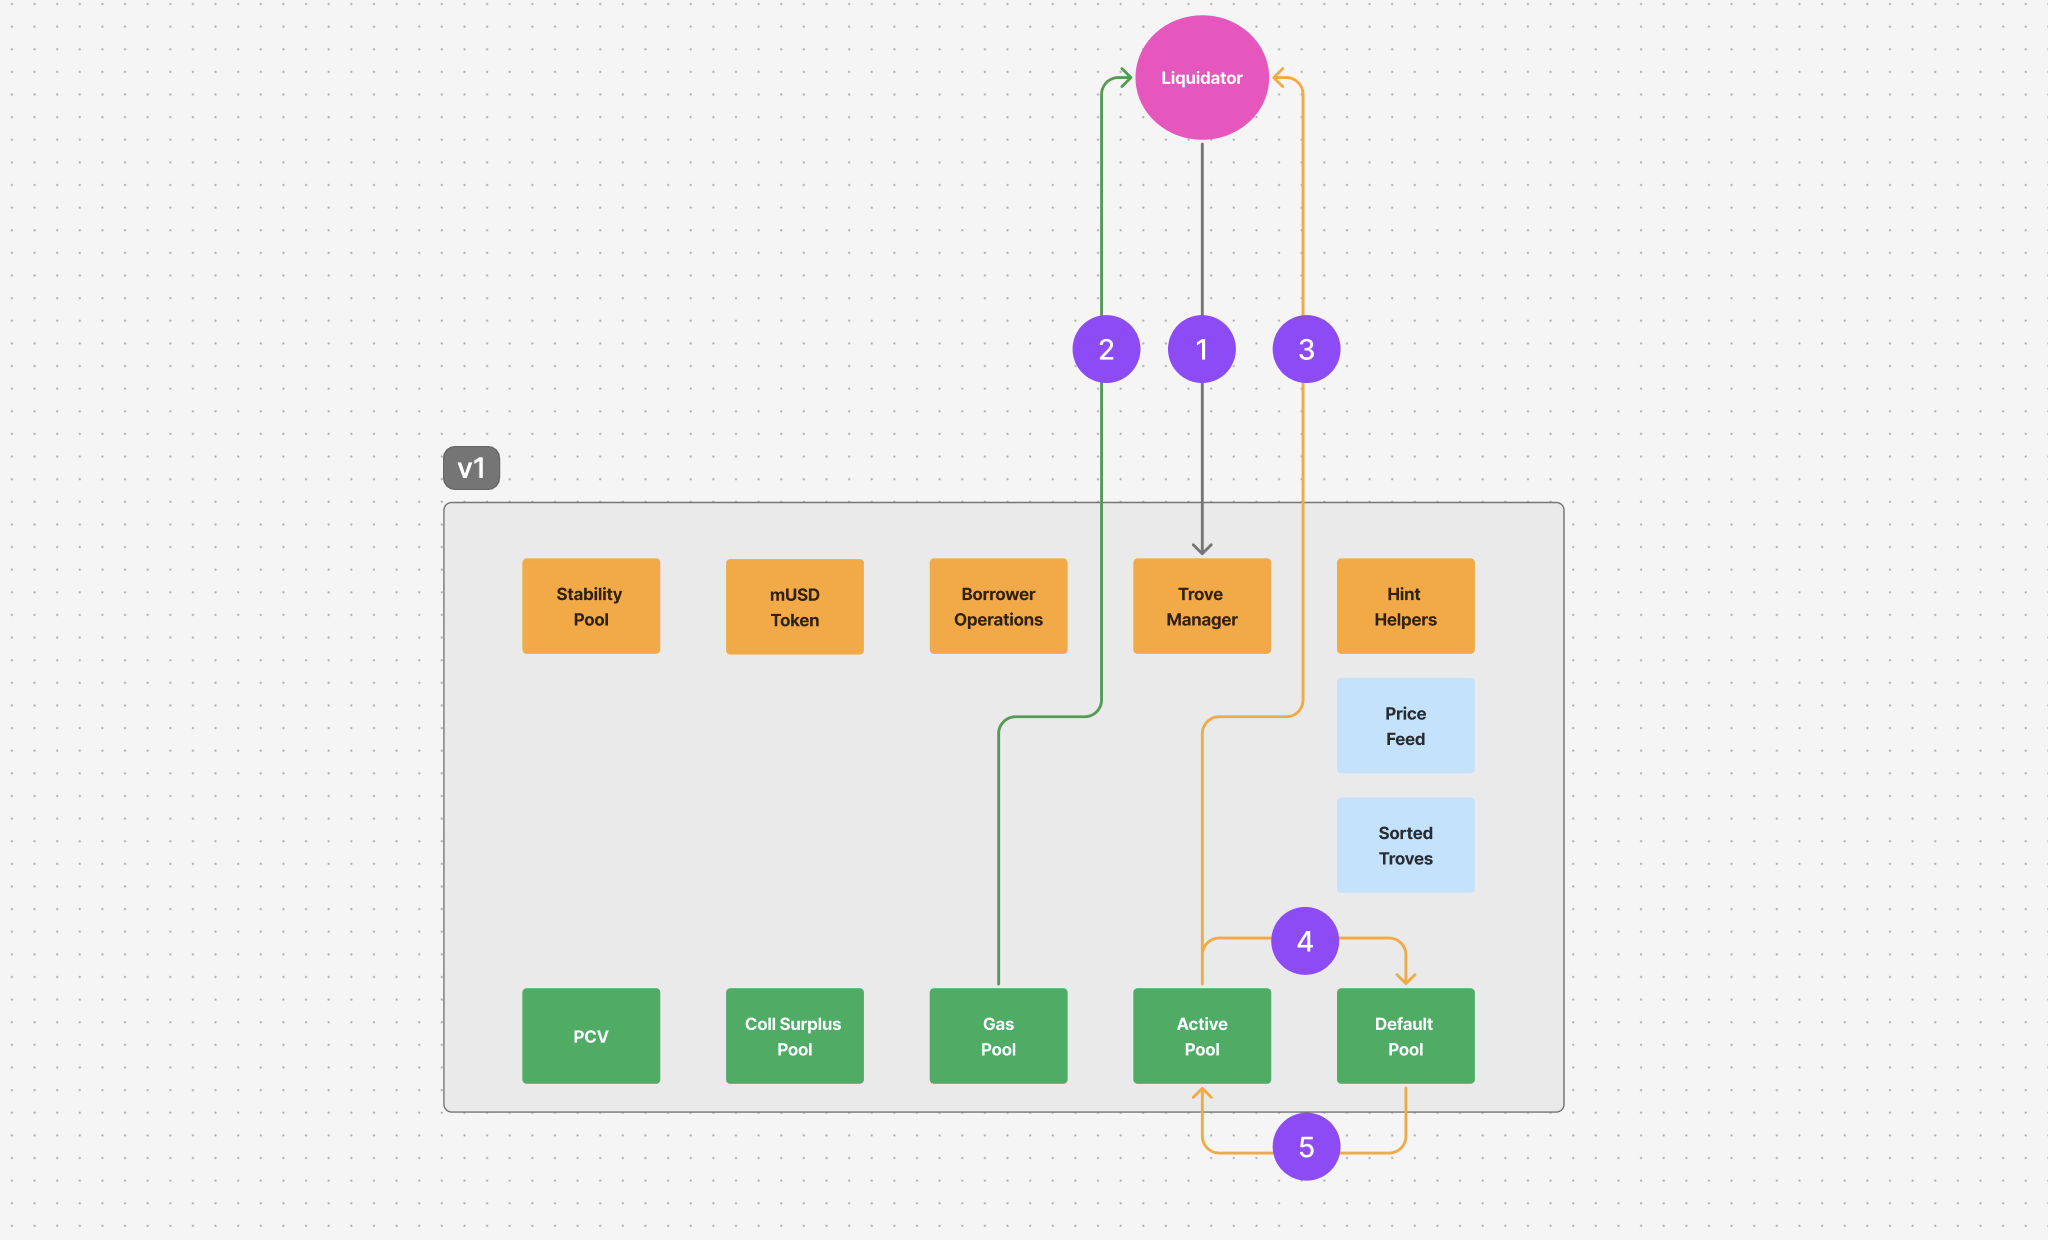 Liquidator
2
1
3
v1
Stability
Pool
mUSD
Token
Borrower
Operations
Trove
Manager
Hint
Helpers
Price
Feed
Sorted
Troves
4
PCV
Coll Surplus
Pool
Gas
Pool
Active
Pool
Default
Pool
5